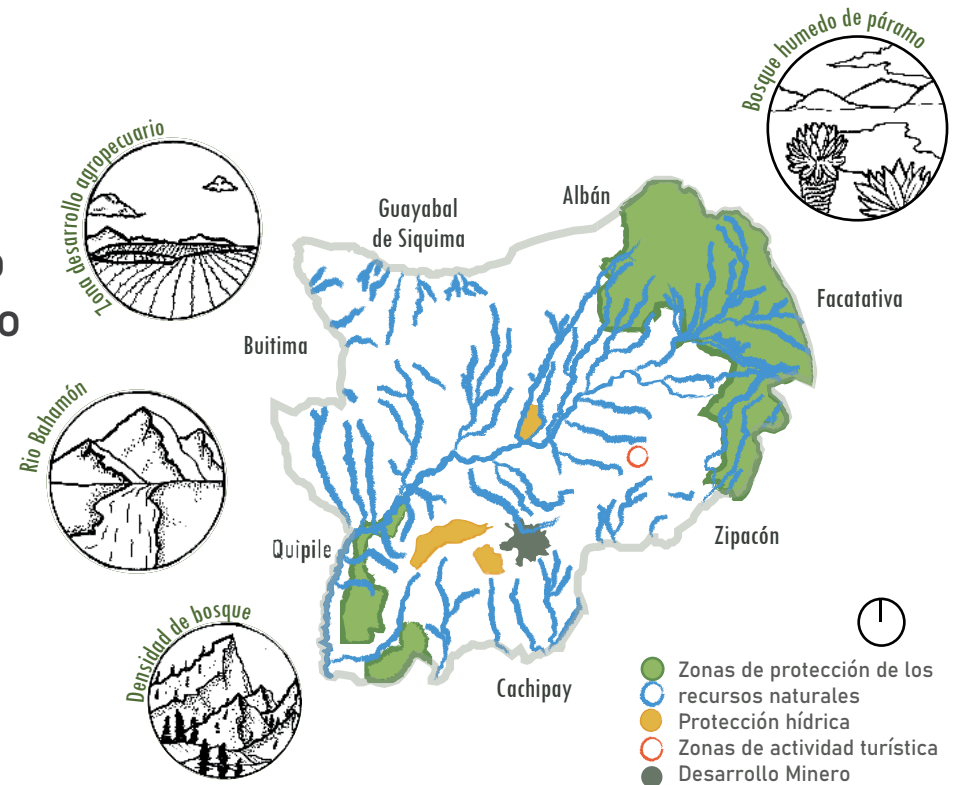 Bosque humedo de páramo
Zona desarrollo agropecuario
Albán
Guayabal
de Siquima
Facatativa
O
Buitima
Rio Bahamón
Zipacón
Quipile
Densidad de bosque
Cachipay
Zonas de protección de los
recursos naturales
Protección hídrica
Zonas de actividad turística
Desarrollo Minero